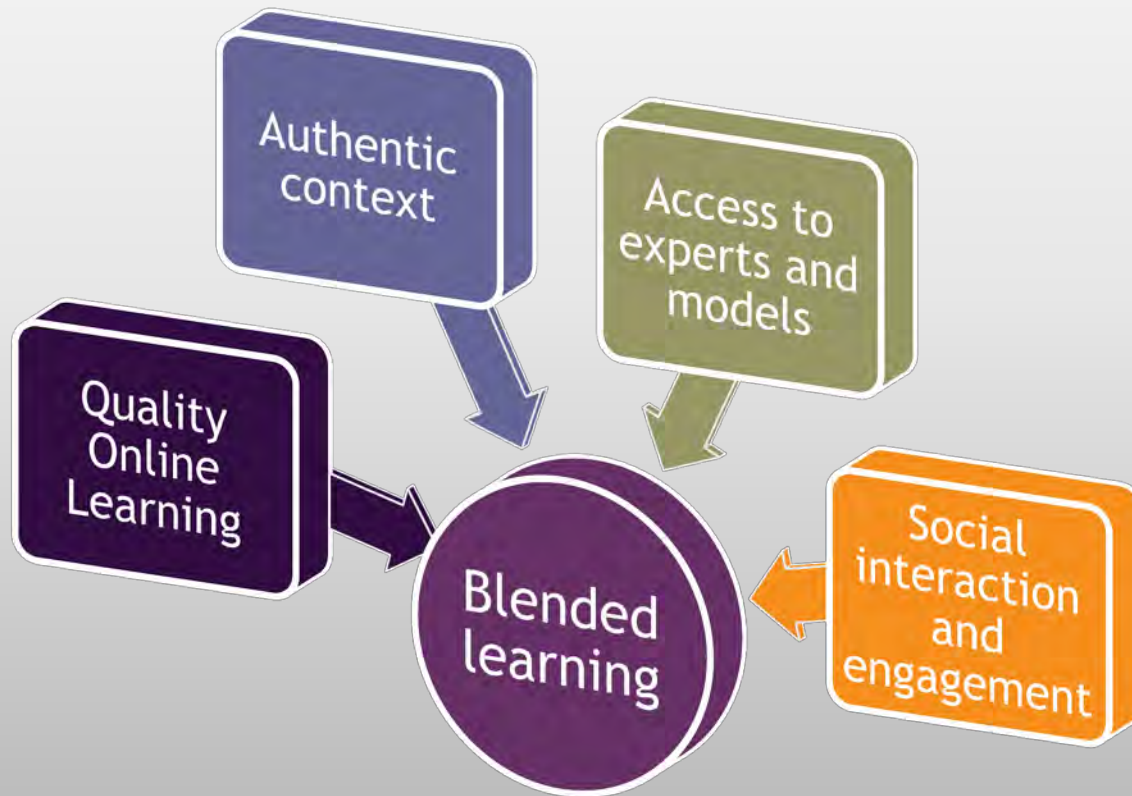 Authentic
context
Access to
experts and
models
Quality
Online
Learning
Social
interaction
and
engagement
Blended
learning